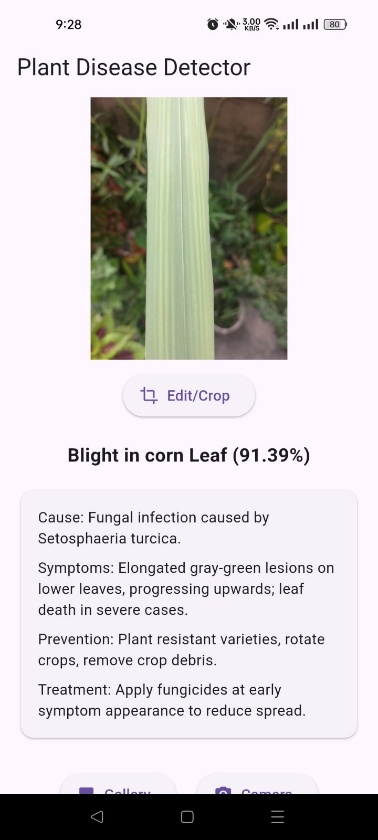 9:28
3.00
KB/S
80
Plant Disease Detector
Edit/Crop
Blight in corn Leaf (91.39%)
Cause: Fungal infection caused by
Setosphaeria turcica.
Symptoms: Elongated gray-green lesions on
lower leaves, progressing upwards; leaf
death in severe cases.
Prevention: Plant resistant varieties, rotate
crops, remove crop debris.
Treatment: Apply fungicides at early
symptom appearance to reduce spread.
Gallery
Camera